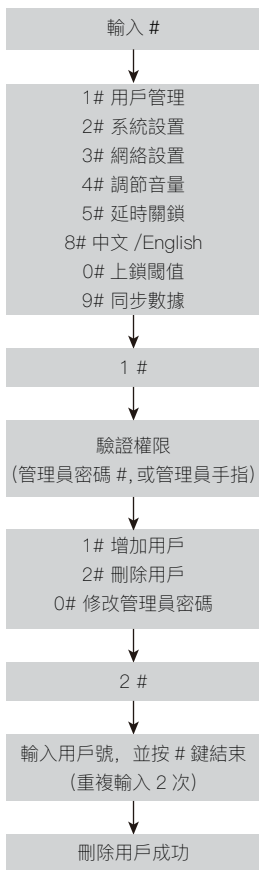 輸入 #
1# 用戶管理
2# 系統設置
3# 網絡設置
4# 調節音量
5# 延時關鎖
8# 中文 /English
0# 上鎖閾值
9# 同步數據
1 #
驗證權限
(管理員密碼 #, 或管理員手指)
1# 增加用戶
2# 刪除用戶
0# 修改管理員密碼
2 #
輸入用戶號，並按 # 鍵結束
(重複輸入 2 次)
刪除用戶成功